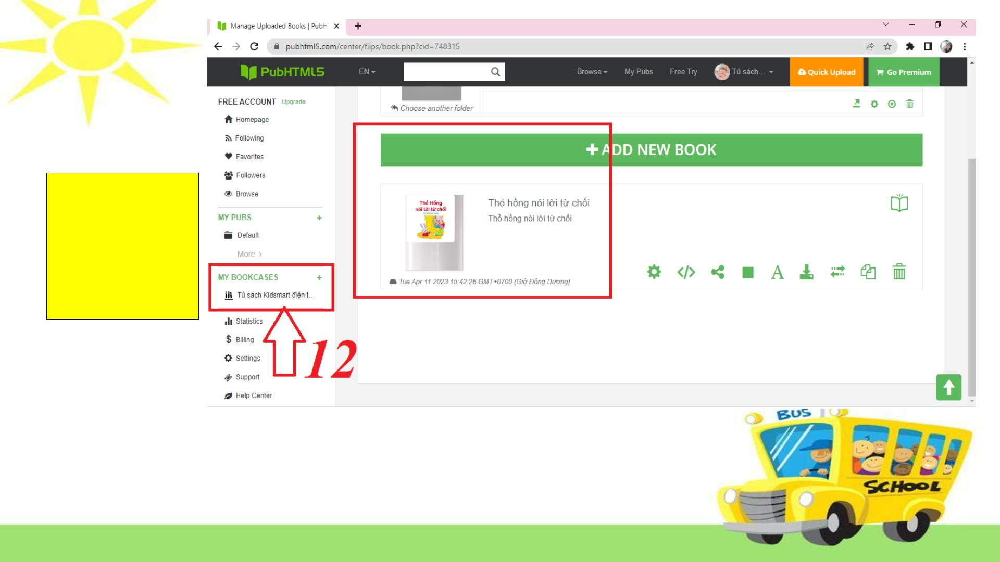 Manage Uploaded Books | PubH
pubhtml5.com/center/flips/book.php?cid=748315
PubHTML5
EN
Browse
My Pubs
Free Try
Tủ sách...
Quick Upload
Go Premium
FREE ACCOUNT Upgrade
Homepage
Following
Favorites
Followers
Browse
MY PUBS +
Default
More >
MY BOOKCASES +
Tủ sách Kidsmart điện t...
Statistics
Billing
Settings
Support
Help Center
12
Choose another folder
+ ADD NEW BOOK
Thỏ Hồng
nói lời từ chối
Thỏ hồng nói lời từ chối
Thỏ hồng nói lời từ chối
Tue Apr 11 2023 15:42:26 GMT+0700 (Giờ Đông Dương)
BUS
SCHOOL